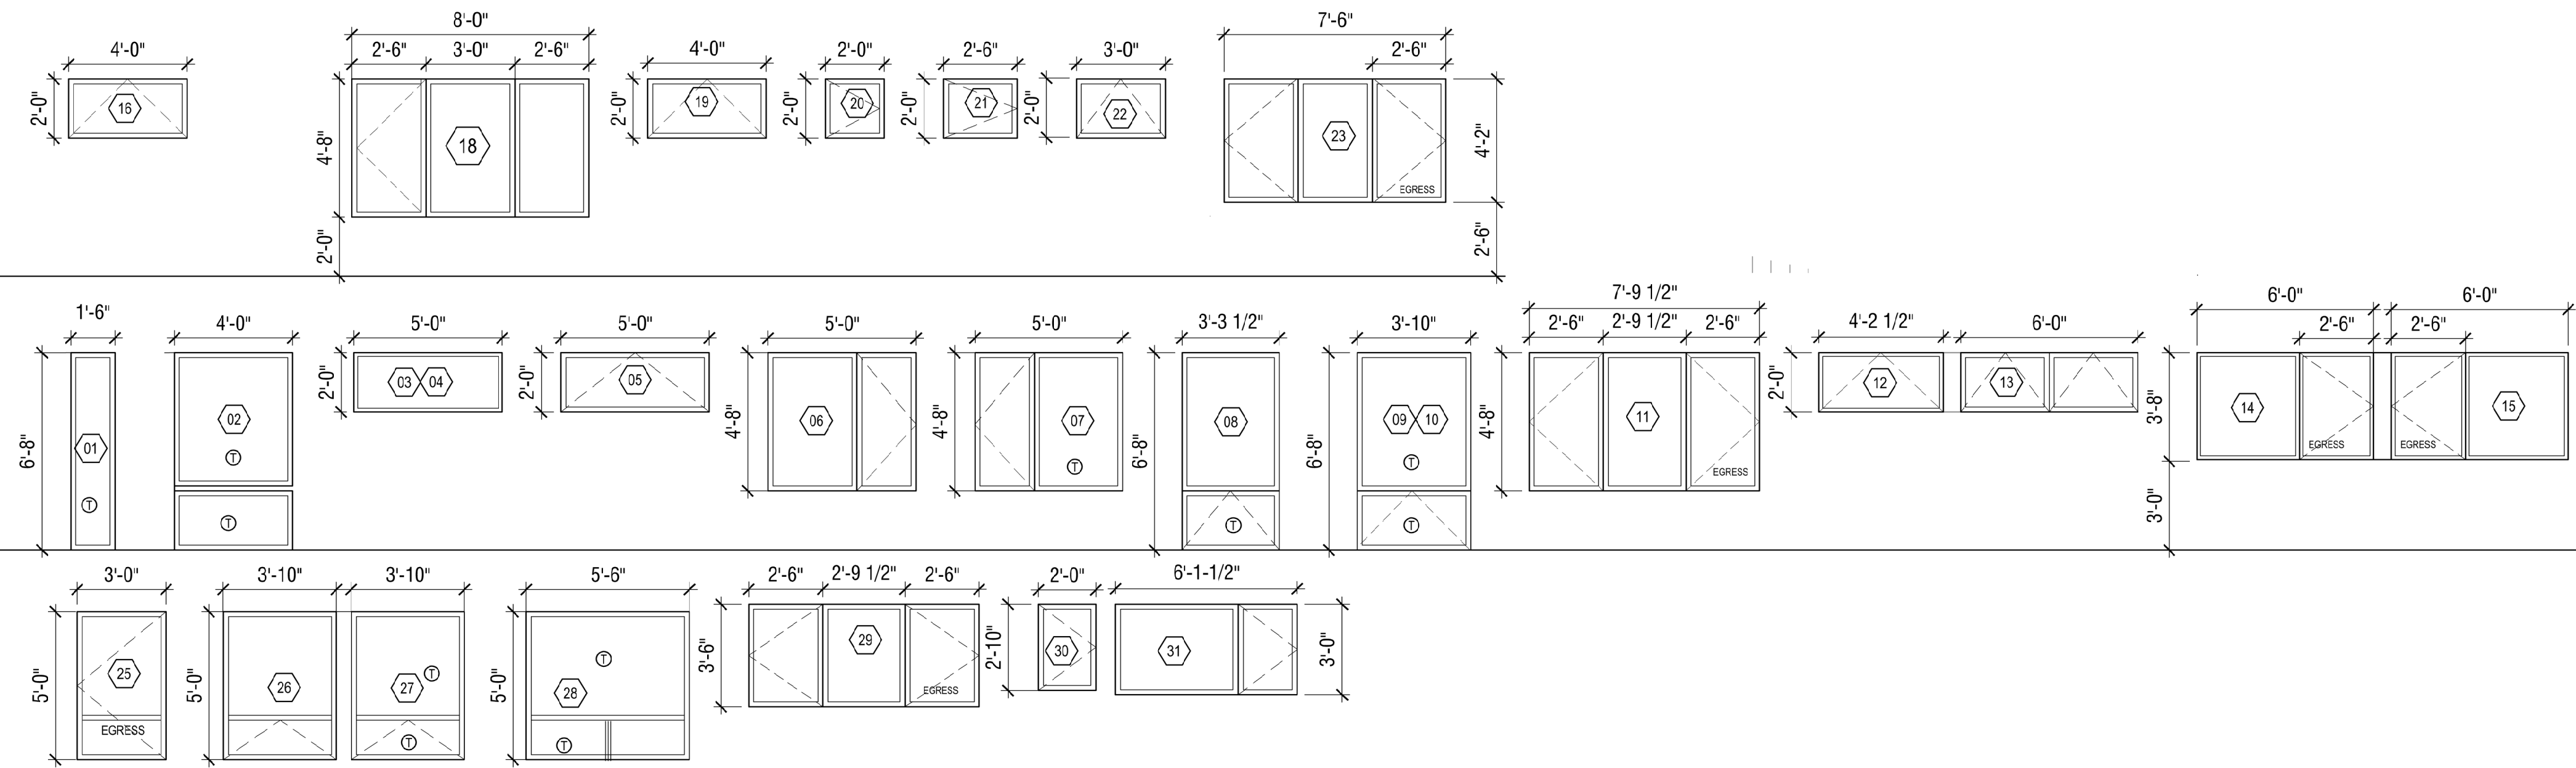 8'-0" 7'-6"
4'-0" 2'-6" 3'-0" 2'-6" 4'-0" 2'-0" 2'-6" 3'-0" 2'-6"
2'-0" 16 4'-8" 18 2'-0" 19 2'-0" 20 2'-0" 21 2'-0" 22 23 EGRESS 4'-2"
2'-0" 2'-6"
7'-9 1/2" 6'-0" 6'-0"
1'-6" 4'-0" 5'-0" 5'-0" 5'-0" 5'-0" 3'-3 1/2" 3'-10" 2'-6" 2'-9 1/2" 2'-6" 4'-2 1/2" 6'-0" 2'-6" 2'-6"
6'-8" 01 T 02 T T 2'-0" 03 04 2'-0" 05 4'-8" 06 4'-8" 07 T 6'-8" 08 T 6'-8" 09 10 T T 4'-8" 11 EGRESS 2'-0" 12 13 3'-8" 14 EGRESS EGRESS 15
3'-0"
3'-0" 3'-10" 3'-10" 5'-6" 2'-6" 2'-9 1/2" 2'-6" 2'-0" 6'-1-1/2"
5'-0" 25 EGRESS 5'-0" 26 27 T T 5'-0" T 28 T 3'-6" 29 EGRESS 2'-10" 30 31 3'-0"